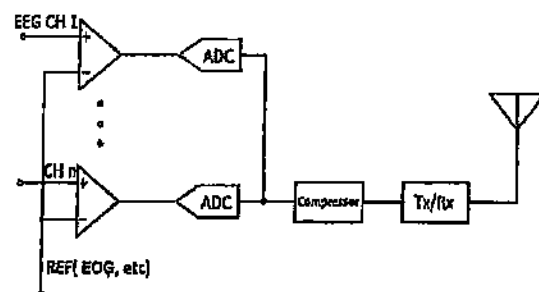 EEG CH 1
+
−
ADC
CH n
+
−
ADC
Compressor
Tx/Rx
REF( EOG, etc)